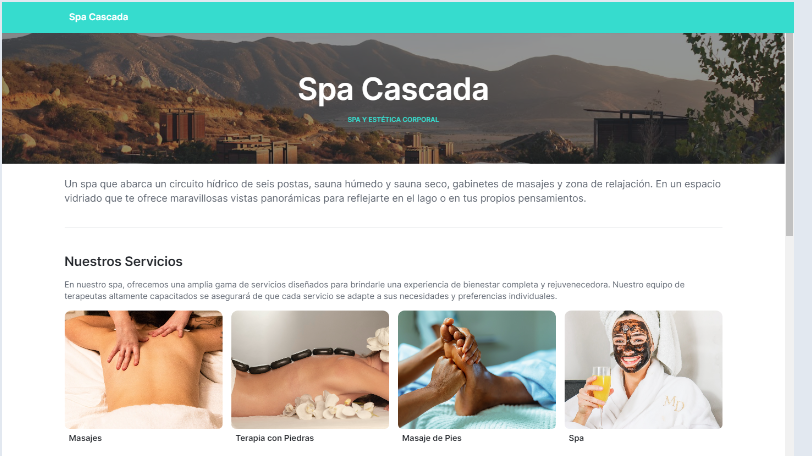 Spa Cascada
Spa Cascada
SPA Y ESTÉTICA CORPORAL
Un spa que abarca un circuito hídrico de seis postas, sauna húmedo y sauna seco, gabinetes de masajes y zona de relajación. En un espacio
vidriado que te ofrece maravillosas vistas panorámicas para reflejarte en el lago o en tus propios pensamientos.
Nuestros Servicios
En nuestro spa, ofrecemos una amplia gama de servicios diseñados para brindarle una experiencia de bienestar completa y rejuvenecedora. Nuestro equipo de
terapeutas altamente capacitados se asegurará de que cada servicio se adapte a sus necesidades y preferencias individuales.
MD
Masajes
Terapia con Piedras
Masaje de Pies
Spa